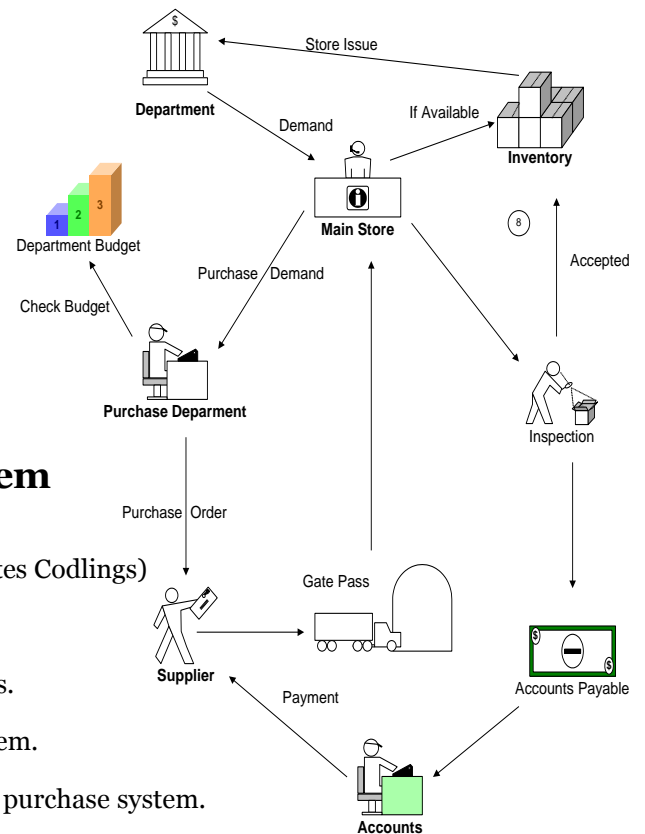 $
Store Issue
Department
Demand
If Available
Inventory
1
2
3
Department Budget
i
Main Store
8
Purchase Demand
Accepted
Check Budget
Purchase Deparment
Inspection
em
Purchase Order
tes Codlings)
Gate Pass
$
$
Supplier
Accounts Payable
s.
Payment
em.
purchase system.
Accounts